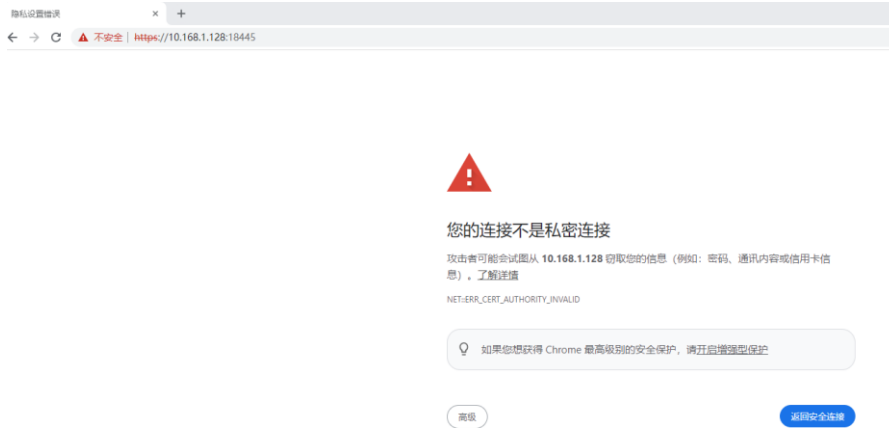 隐私设置错误
不安全 | https://10.168.1.128:18445
您的连接不是私密连接
攻击者可能会试图从 10.168.1.128 窃取您的信息（例如：密码、通讯内容或信用卡信
息）。了解详情
NET::ERR_CERT_AUTHORITY_INVALID
如果您想获得 Chrome 最高级别的安全保护，请开启增强型保护
高级
返回安全连接